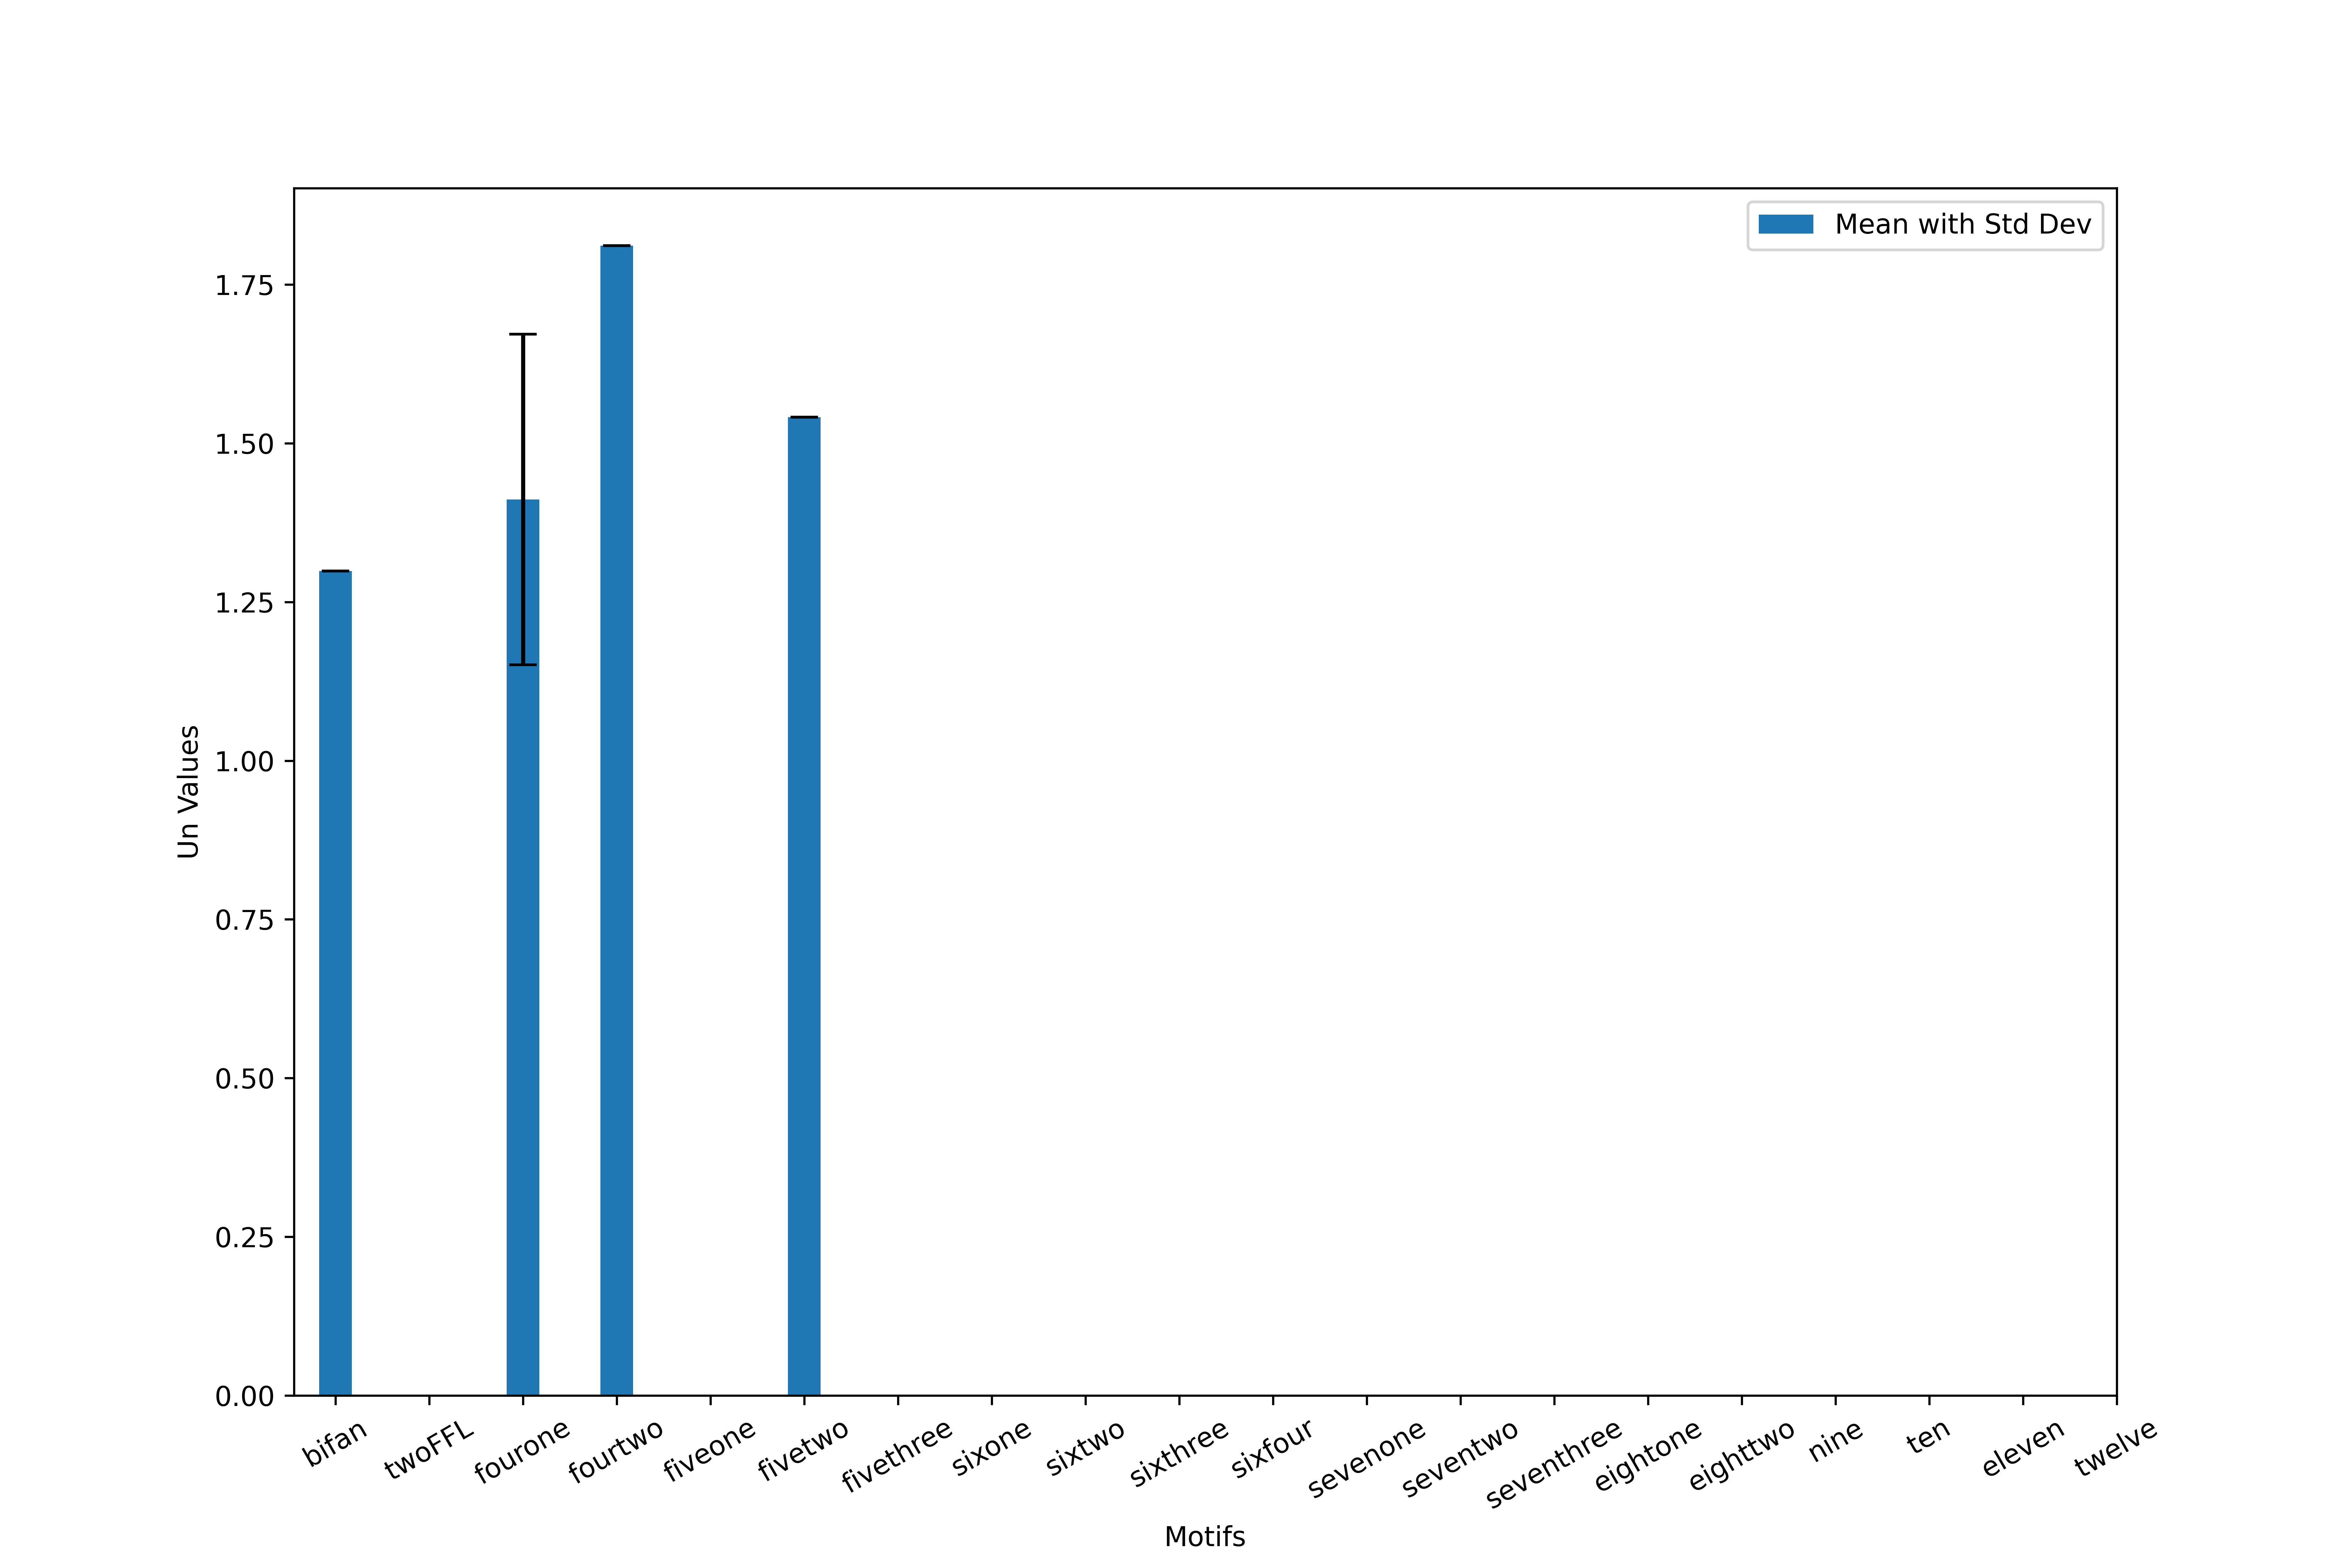 Mean with Std Dev
Un Values
1.75
1.50
1.25
1.00
0.75
0.50
0.25
0.00
bifan
twoFFL
fourone
fourtwo
fiveone
fivetwo
fivethree
sixone
sixtwo
sixthree
sixfour
sevenone
seventwo
seventhree
eightone
eighttwo
nine
ten
eleven
twelve
Motifs